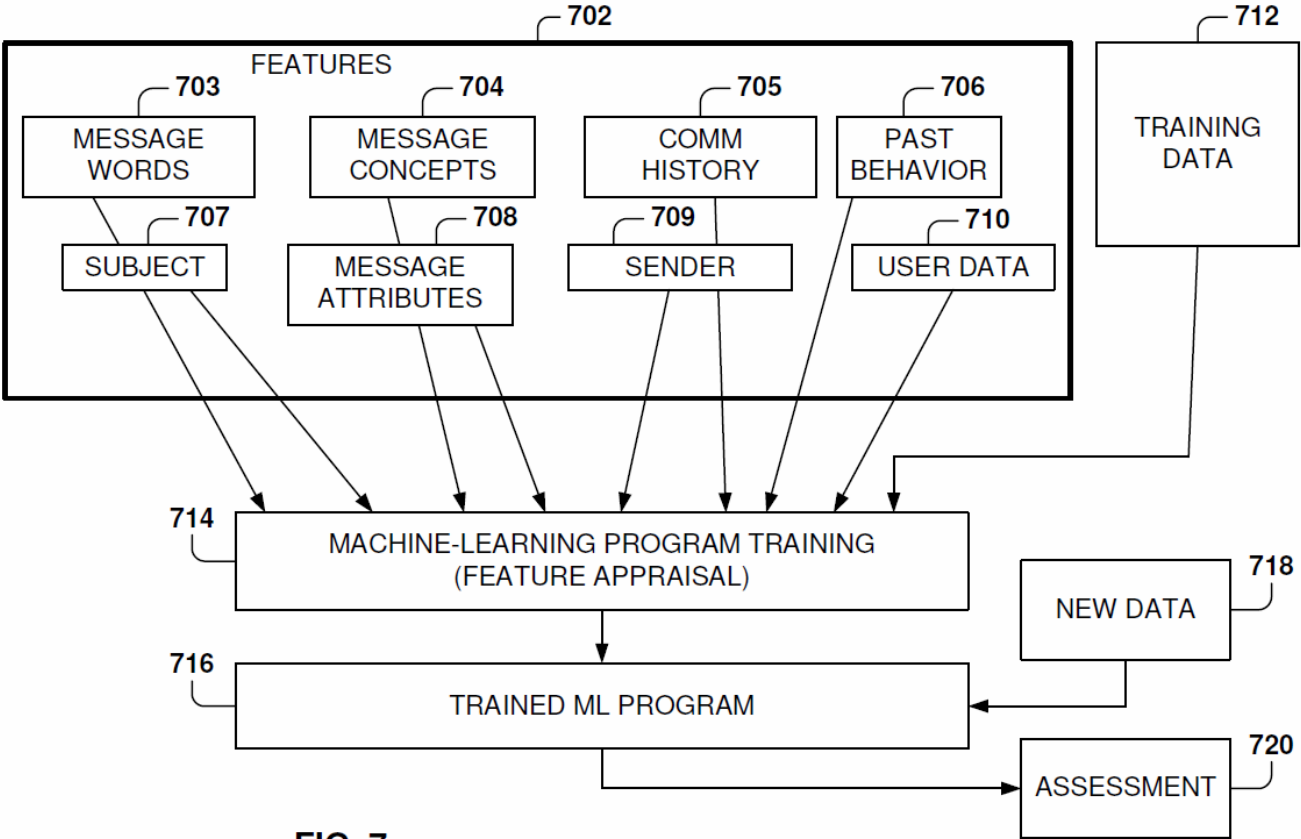 702
712
FEATURES
703
704
705
706
MESSAGE
WORDS
MESSAGE
CONCEPTS
COMM
HISTORY
PAST
BEHAVIOR
TRAINING
DATA
707
708
709
710
SUBJECT
MESSAGE
ATTRIBUTES
SENDER
USER DATA
714
MACHINE-LEARNING PROGRAM TRAINING
(FEATURE APPRAISAL)
718
NEW DATA
716
TRAINED ML PROGRAM
720
ASSESSMENT
FIG. 7